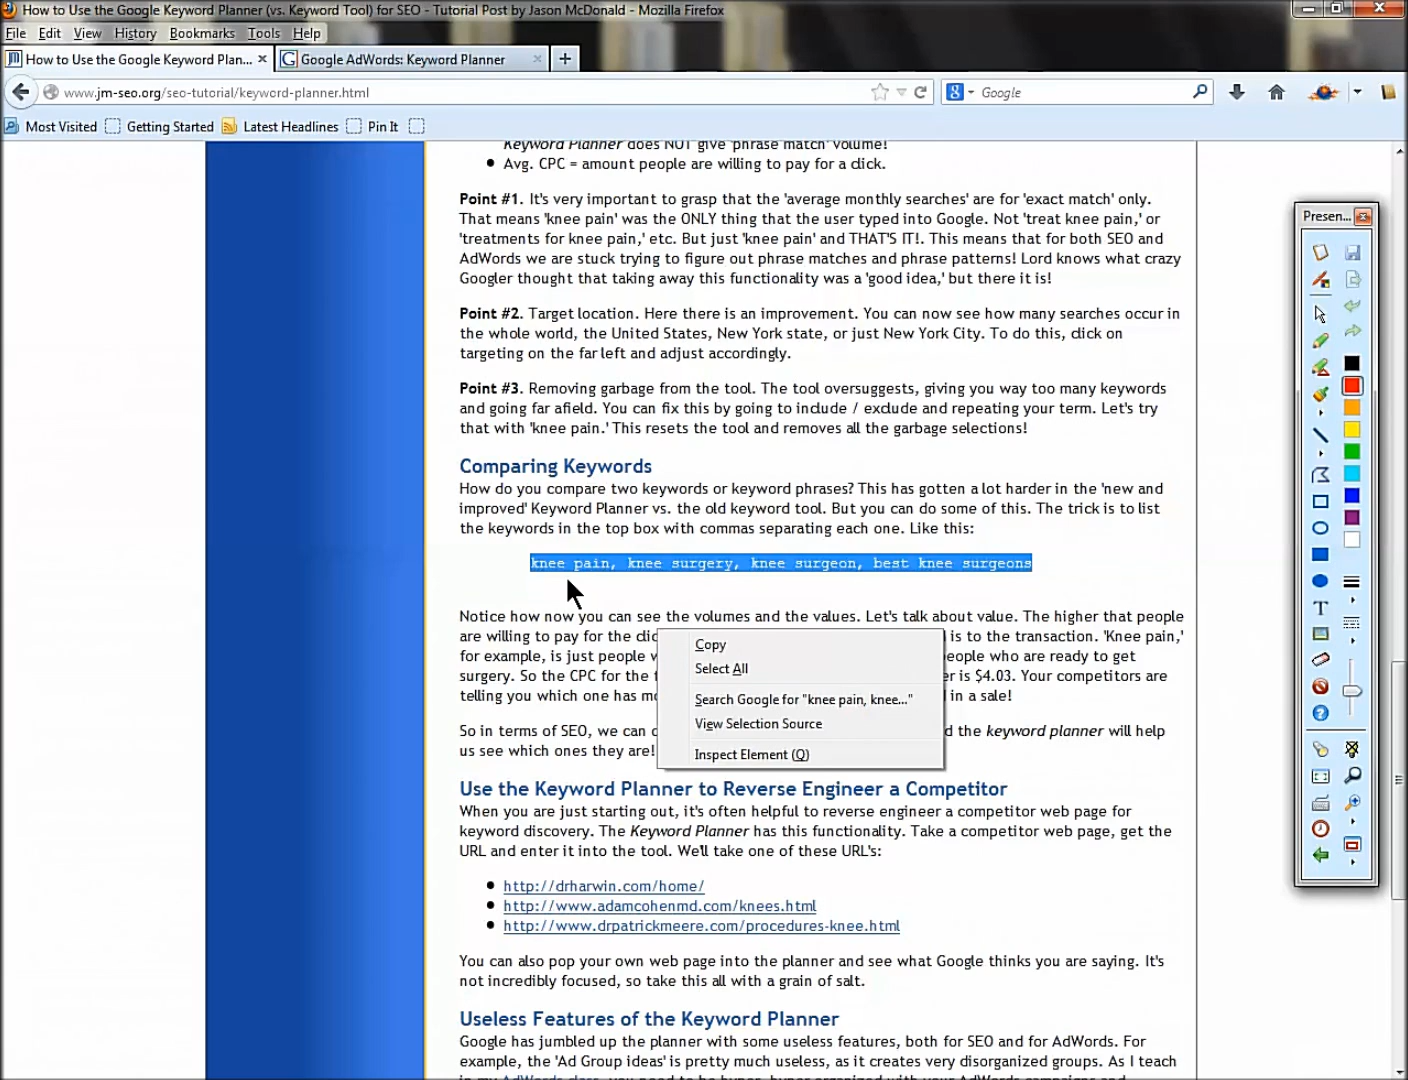 How to Use the Google Keyword Planner (vs. Keyword Tool) for SEO - Tutorial Post by Jason McDonald - Mozilla Firefox
File Edit View History Bookmarks Tools Help
How to Use the Google Keyword Plan... × Google AdWords: Keyword Planner × +
www.jm-seo.org/seo-tutorial/keyword-planner.html
Google
Most Visited Getting Started Latest Headlines Pin It
Keyword Planner does NOT give 'phrase match' volume!
• Avg. CPC = amount people are willing to pay for a click.
Point #1. It's very important to grasp that the 'average monthly searches' are for 'exact match' only.
That means 'knee pain' was the ONLY thing that the user typed into Google. Not 'treat knee pain,' or
'treatments for knee pain,' etc. But just 'knee pain' and THAT'S IT!. This means that for both SEO and
AdWords we are stuck trying to figure out phrase matches and phrase patterns! Lord knows what crazy
Googler thought that taking away this functionality was a 'good idea,' but there it is!
Point #2. Target location. Here there is an improvement. You can now see how many searches occur in
the whole world, the United States, New York state, or just New York City. To do this, click on
targeting on the far left and adjust accordingly.
Point #3. Removing garbage from the tool. The tool oversuggests, giving you way too many keywords
and going far afield. You can fix this by going to include / exclude and repeating your term. Let's try
that with 'knee pain.' This resets the tool and removes all the garbage selections!
Comparing Keywords
How do you compare two keywords or keyword phrases? This has gotten a lot harder in the 'new and
improved' Keyword Planner vs. the old keyword tool. But you can do some of this. The trick is to list
the keywords in the top box with commas separating each one. Like this:
knee pain, knee surgery, knee surgeon, best knee surgeons
Notice how now you can see the volumes and the values. Let's talk about value. The higher that people
are willing to pay for the is to the transaction. 'Knee pain,'
for example, is just people who are ready to get
surgery. So the CPC for the is $4.03. Your competitors are
telling you which one has in a sale!
So in terms of SEO, we can the keyword planner will help
us see which ones they are!
Copy
Select All
Search Google for "knee pain, knee..."
View Selection Source
Inspect Element (Q)
Use the Keyword Planner to Reverse Engineer a Competitor
When you are just starting out, it's often helpful to reverse engineer a competitor web page for
keyword discovery. The Keyword Planner has this functionality. Take a competitor web page, get the
URL and enter it into the tool. We'll take one of these URL's:
• http://drharwin.com/home/
• http://www.adamcohenmd.com/knees.html
• http://www.drpatrickmeere.com/procedures-knee.html
You can also pop your own web page into the planner and see what Google thinks you are saying. It's
not incredibly focused, so take this all with a grain of salt.
Useless Features of the Keyword Planner
Google has jumbled up the planner with some useless features, both for SEO and for AdWords. For
example, the 'Ad Group ideas' is pretty much useless, as it creates very disorganized groups. As I teach
Presen...